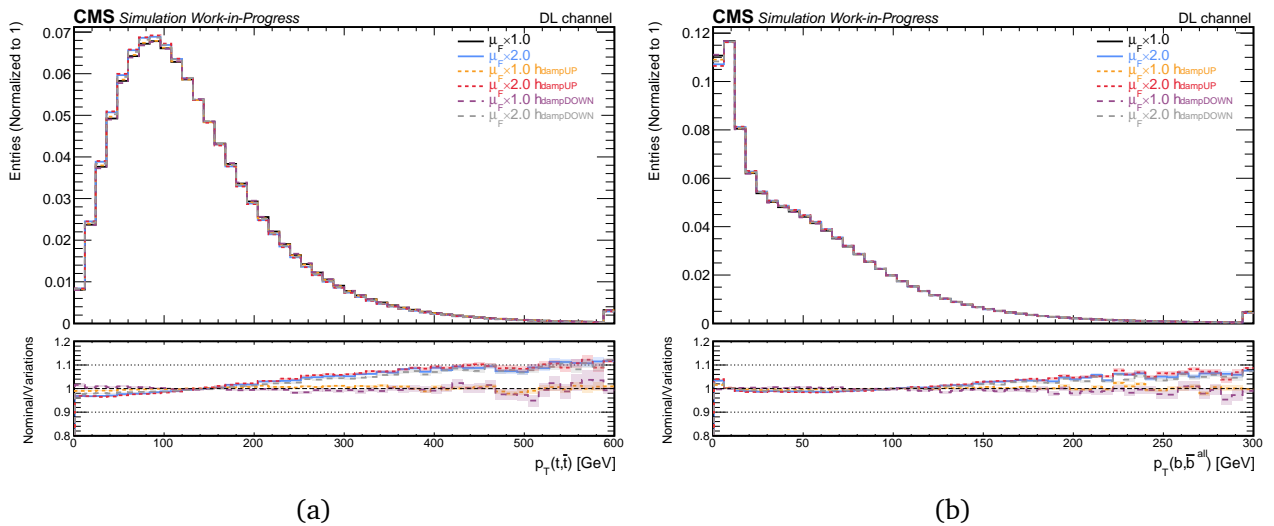 CMS Simulation Work-in-Progress DL channel
Entries (Normalized to 1)
0.07
0.06
0.05
0.04
0.03
0.02
0.01
0
μF×1.0
μF×2.0
μF×1.0 hdampUP
μF×2.0 hdampUP
μF×1.0 hdampDOWN
μF×2.0 hdampDOWN
Nominal/Variations
1.2
1.1
1
0.9
0.8
0 100 200 300 400 500 600
pT(t,t̄) [GeV]
(a)
CMS Simulation Work-in-Progress DL channel
Entries (Normalized to 1)
0.12
0.1
0.08
0.06
0.04
0.02
0
μF×1.0
μF×2.0
μF×1.0 hdampUP
μF×2.0 hdampUP
μF×1.0 hdampDOWN
μF×2.0 hdampDOWN
Nominal/Variations
1.2
1.1
1
0.9
0.8
0 50 100 150 200 250 300
pT(b,b̄ all) [GeV]
(b)